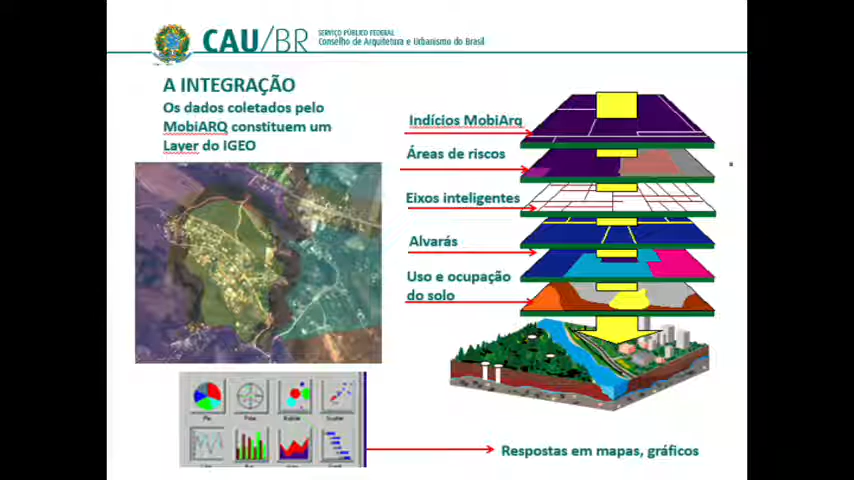 CAU/BR
SERVIÇO PÚBLICO FEDERAL
Conselho de Arquitetura e Urbanismo do Brasil
A INTEGRAÇÃO
Os dados coletados pelo
MobiARQ constituem um
Layer do IGEO
Indícios MobiArq
Áreas de riscos
Eixos inteligentes
Alvarás
Uso e ocupação
do solo
Respostas em mapas, gráficos